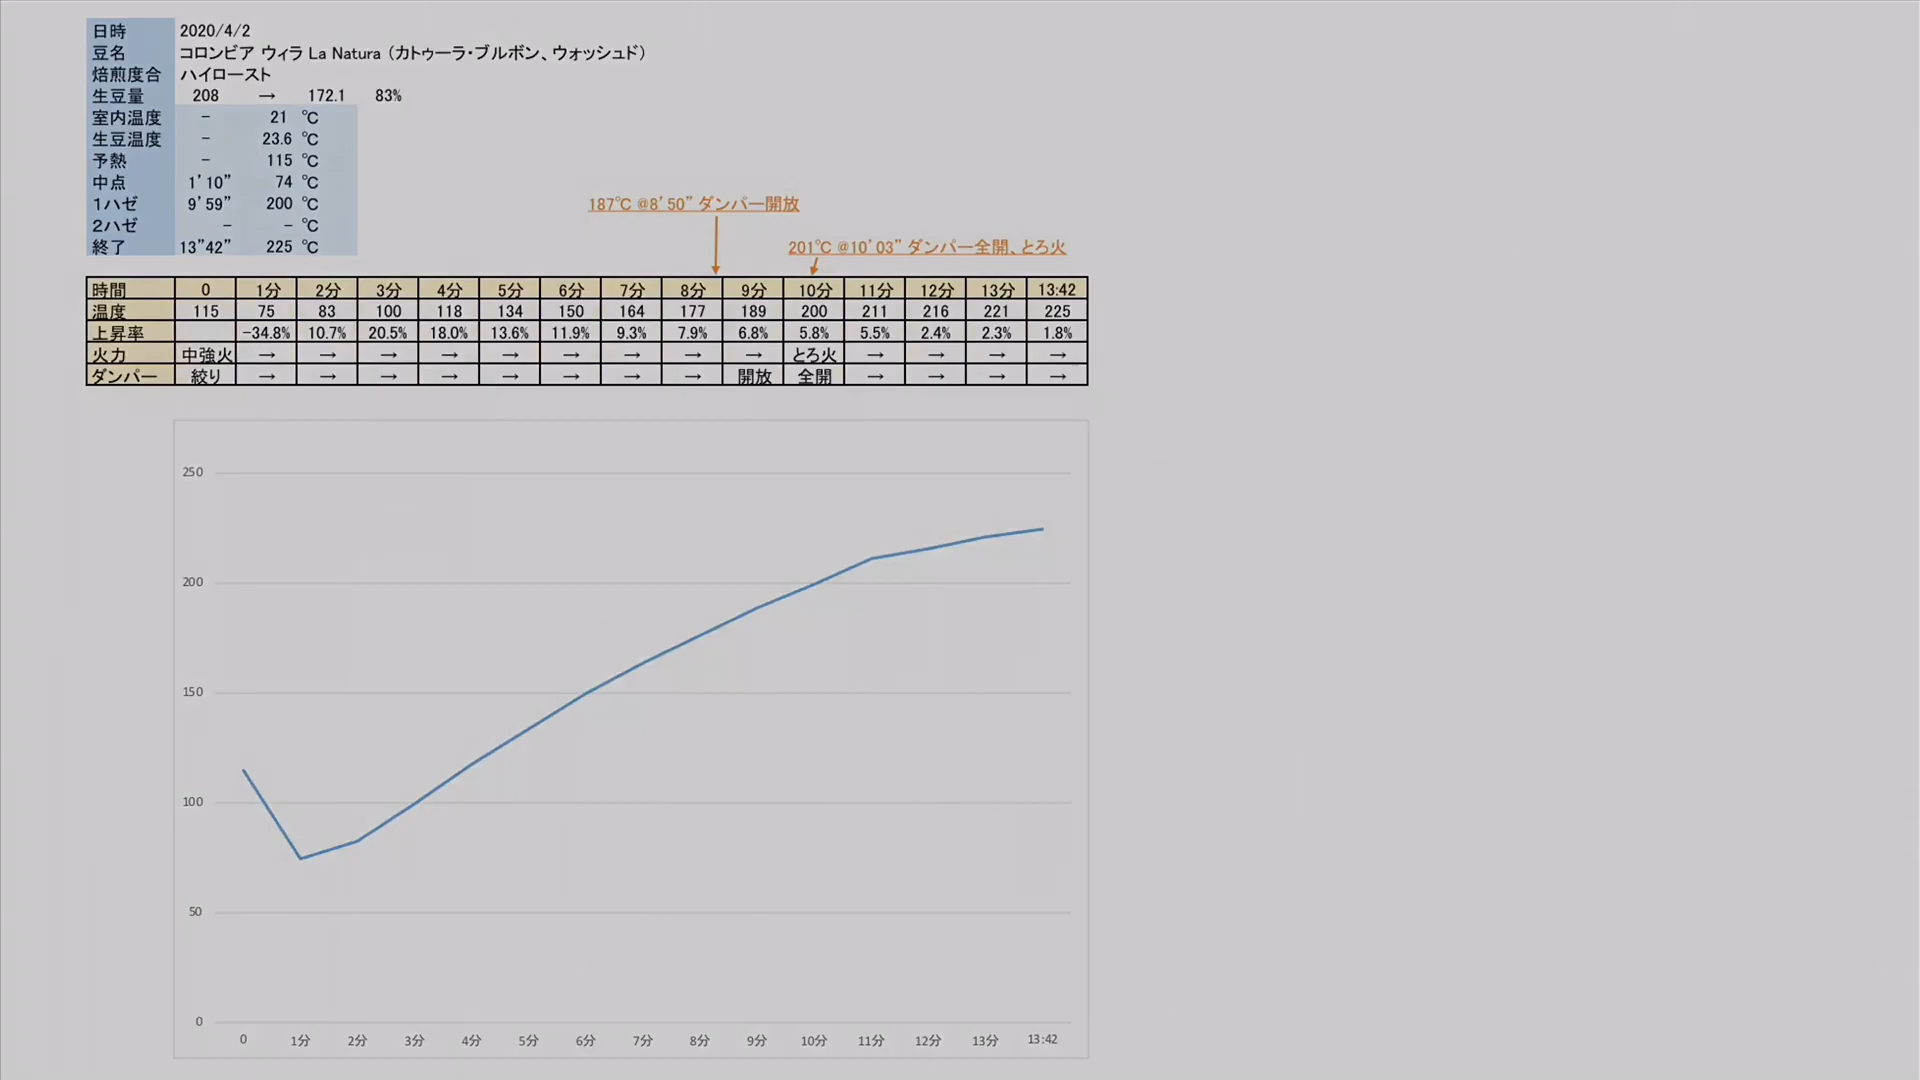 日時 2020/4/2
豆名 コロンビア ウィラ La Natura（カトゥーラ・ブルボン、ウォッシュド）
焙煎度合 ハイロースト
生豆量 208 → 172.1 83%
室内温度 - 21 ℃
生豆温度 - 23.6 ℃
予熱 - 115 ℃
中点 1'10” 74 ℃
1ハゼ 9'59” 200 ℃
2ハゼ - - ℃
終了 13”42” 225 ℃
187℃ @8'50” ダンパー開放
201℃ @10'03” ダンパー全開、とろ火
時間 0 1分 2分 3分 4分 5分 6分 7分 8分 9分 10分 11分 12分 13分 13:42
温度 115 75 83 100 118 134 150 164 177 189 200 211 216 221 225
上昇率 -34.8% 10.7% 20.5% 18.0% 13.6% 11.9% 9.3% 7.9% 6.8% 5.8% 5.5% 2.4% 2.3% 1.8%
火力 中強火 → → → → → → → → → とろ火 → → → →
ダンパー 絞り → → → → → → → → 開放 全開 → → → →
250
200
150
100
50
0
0 1分 2分 3分 4分 5分 6分 7分 8分 9分 10分 11分 12分 13分 13:42